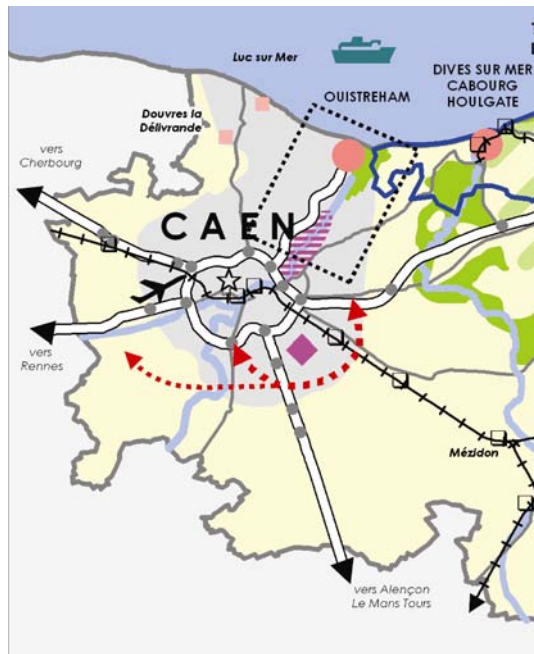 Luc sur Mer
DIVES SUR MER
CABOURG
HOULGATE
OUISTREHAM
Douvres la
Délivrande
vers
Cherbourg
CAEN
vers
Rennes
Mézidon
vers Alençon
Le Mans Tours